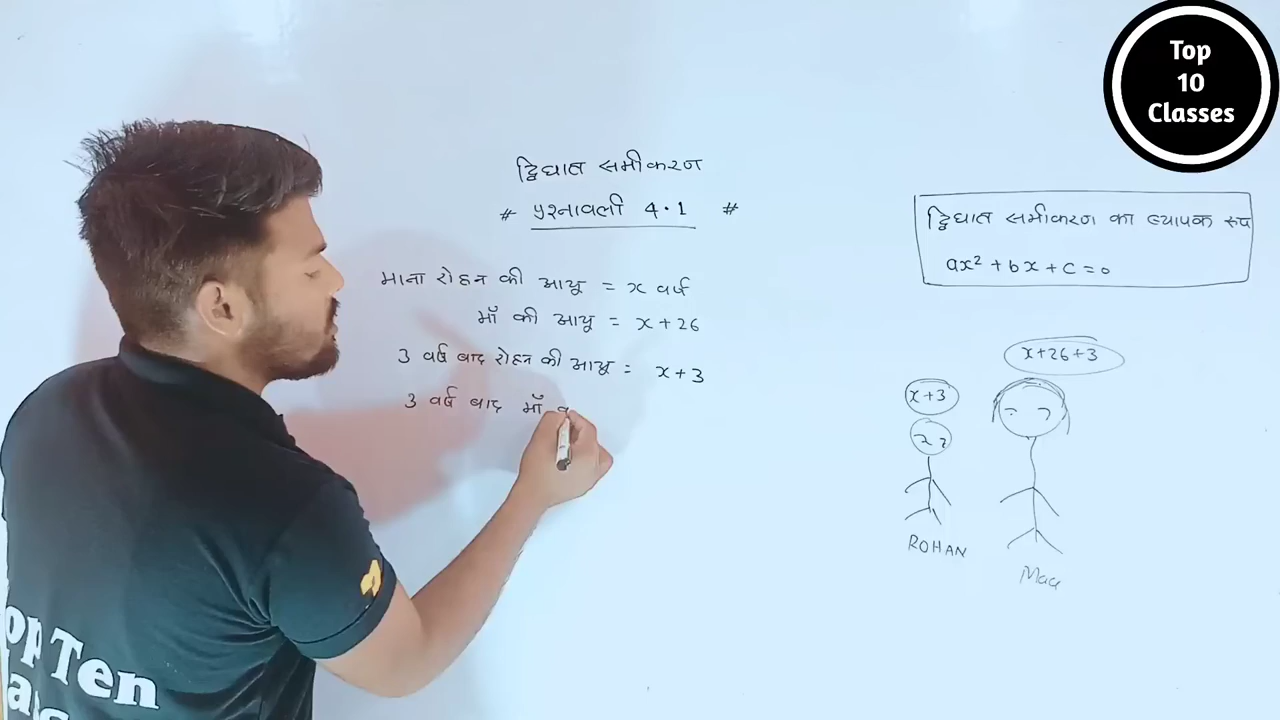 Top
10
Classes
द्विघात समीकरण
# प्रश्नावली 4.1 #
द्विघात समीकरण का व्यापक रूप
ax² + bx + c = 0
माना रोहन की आयु = x वर्ष
माँ की आयु = x + 26
3 वर्ष बाद रोहन की आयु = x + 3
3 वर्ष बाद माँ
x + 26 + 3
x + 3
ROHAN
Maa
Top Ten